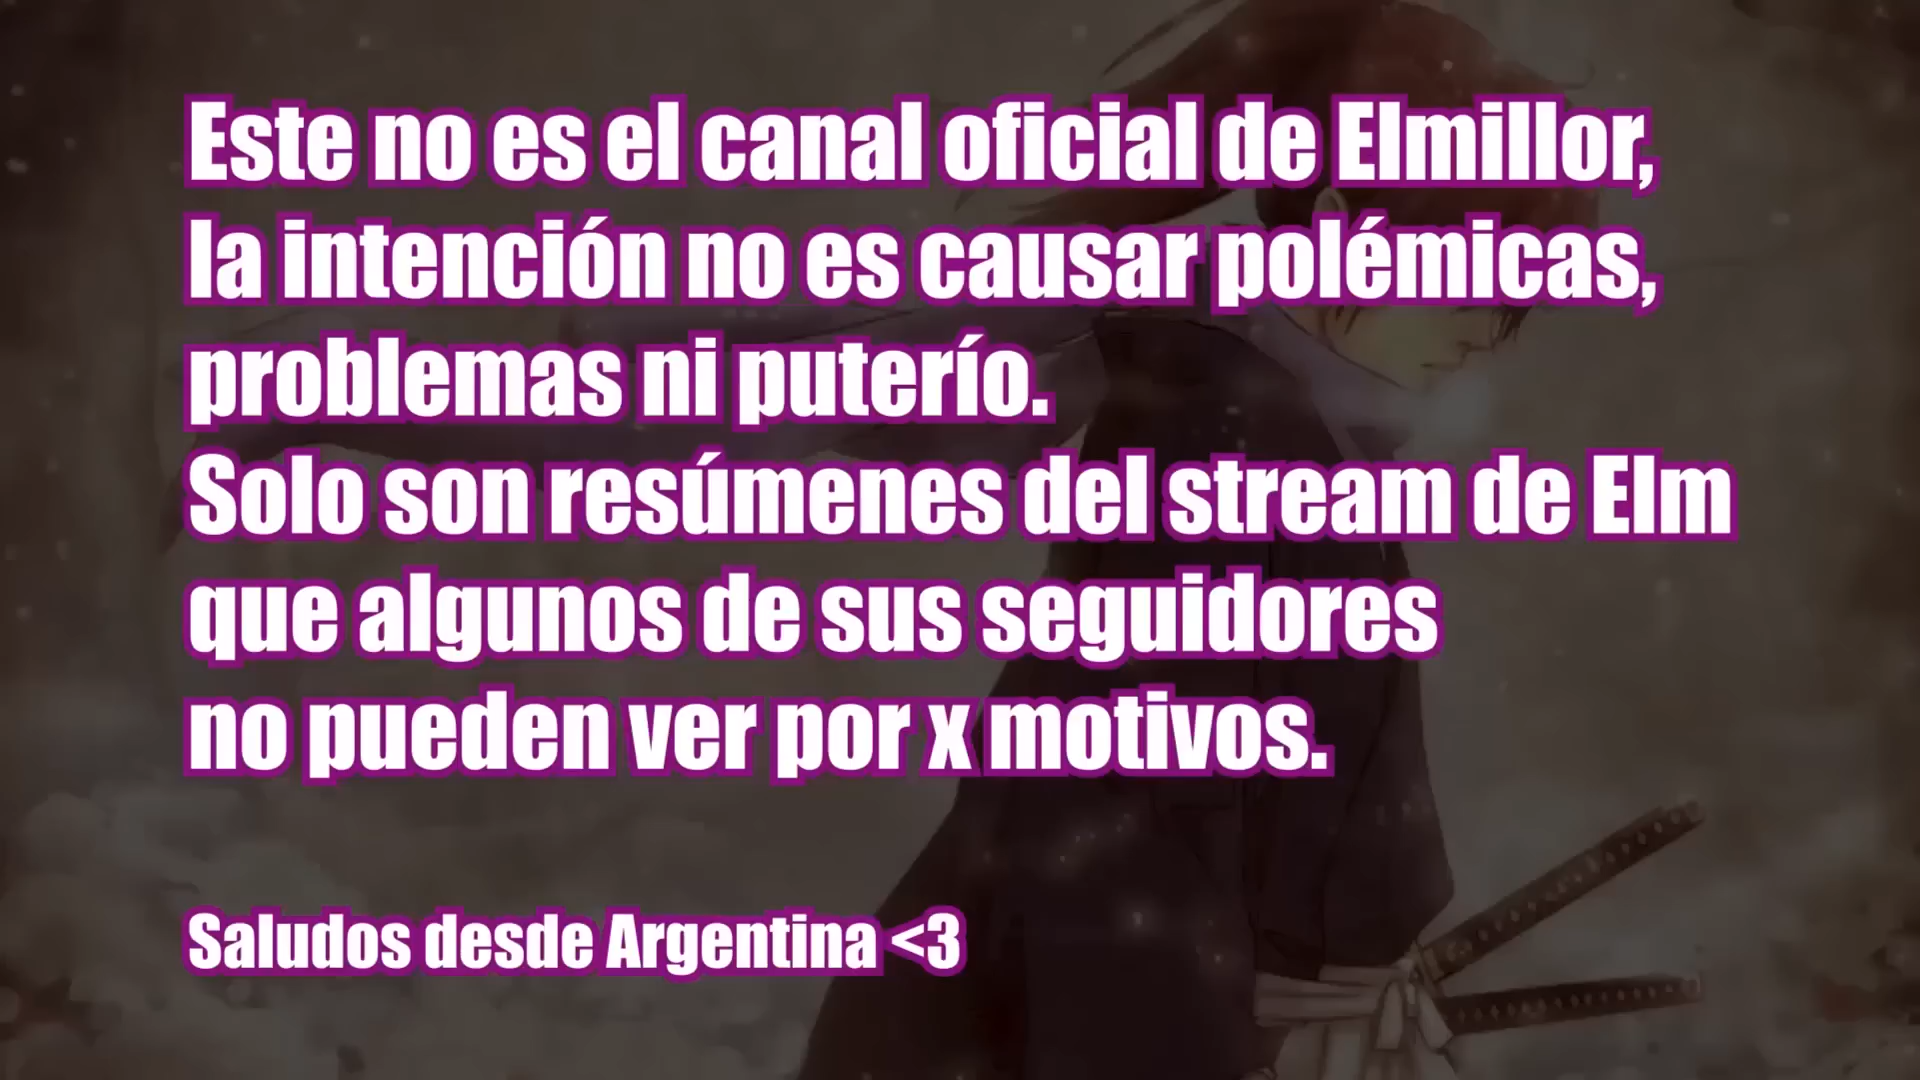 Este no es el canal oficial de Elmillor,
la intención no es causar polémicas,
problemas ni puterío.
Solo son resúmenes del stream de Elm
que algunos de sus seguidores
no pueden ver por x motivos.
Saludos desde Argentina <3